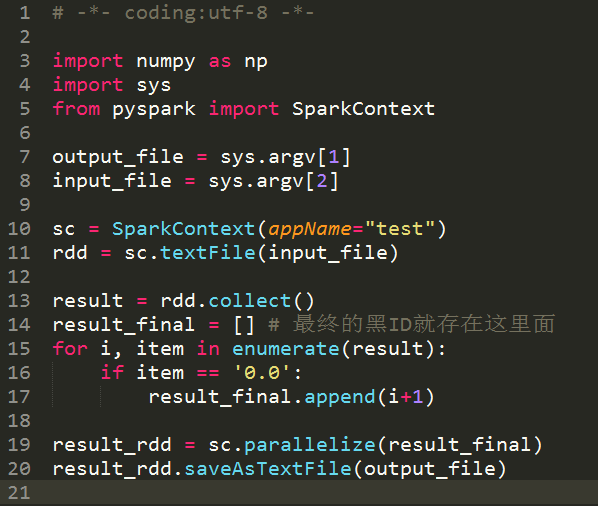 1 # -*- coding:utf-8 -*-
2
3 import numpy as np
4 import sys
5 from pyspark import SparkContext
6
7 output_file = sys.argv[1]
8 input_file = sys.argv[2]
9
10 sc = SparkContext(appName="test")
11 rdd = sc.textFile(input_file)
12
13 result = rdd.collect()
14 result_final = [] # 最终的黑ID就存在这里面
15 for i, item in enumerate(result):
16     if item == '0.0':
17         result_final.append(i+1)
18
19 result_rdd = sc.parallelize(result_final)
20 result_rdd.saveAsTextFile(output_file)
21